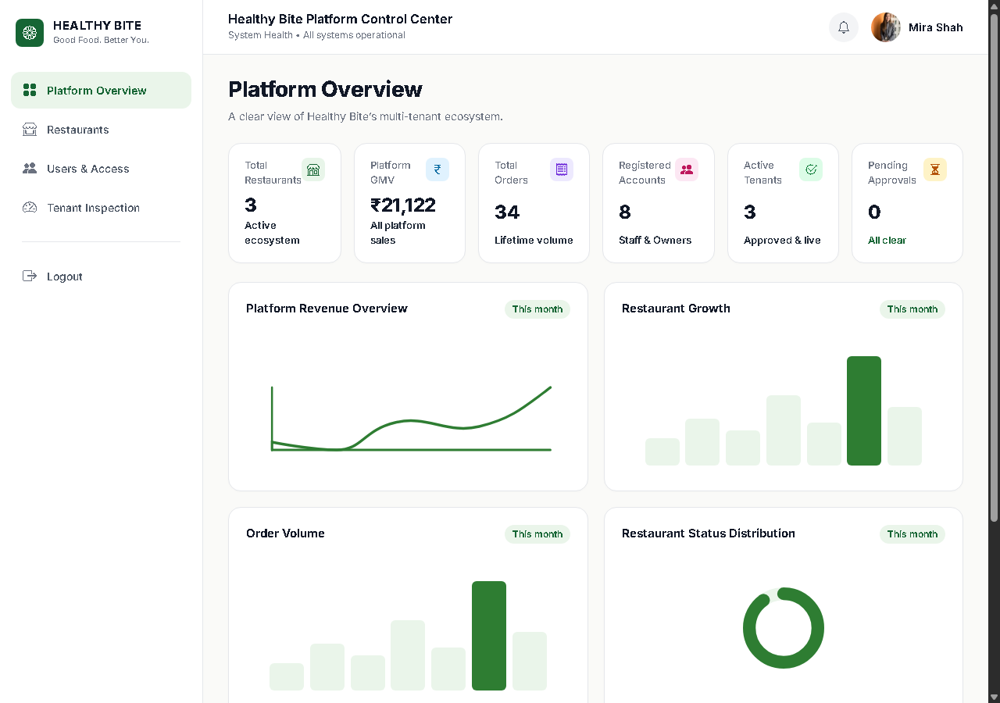 HEALTHY BITE
Good Food. Better You.
Platform Overview
Restaurants
Users & Access
Tenant Inspection
Logout
Healthy Bite Platform Control Center
System Health • All systems operational
Mira Shah
Platform Overview
A clear view of Healthy Bite’s multi-tenant ecosystem.
Total
Restaurants
3
Active
ecosystem
Platform
GMV
₹
₹21,122
All platform
sales
Total
Orders
34
Lifetime volume
Registered
Accounts
8
Staff & Owners
Active
Tenants
3
Approved & live
Pending
Approvals
0
All clear
Platform Revenue Overview
This month
Restaurant Growth
This month
Order Volume
This month
Restaurant Status Distribution
This month